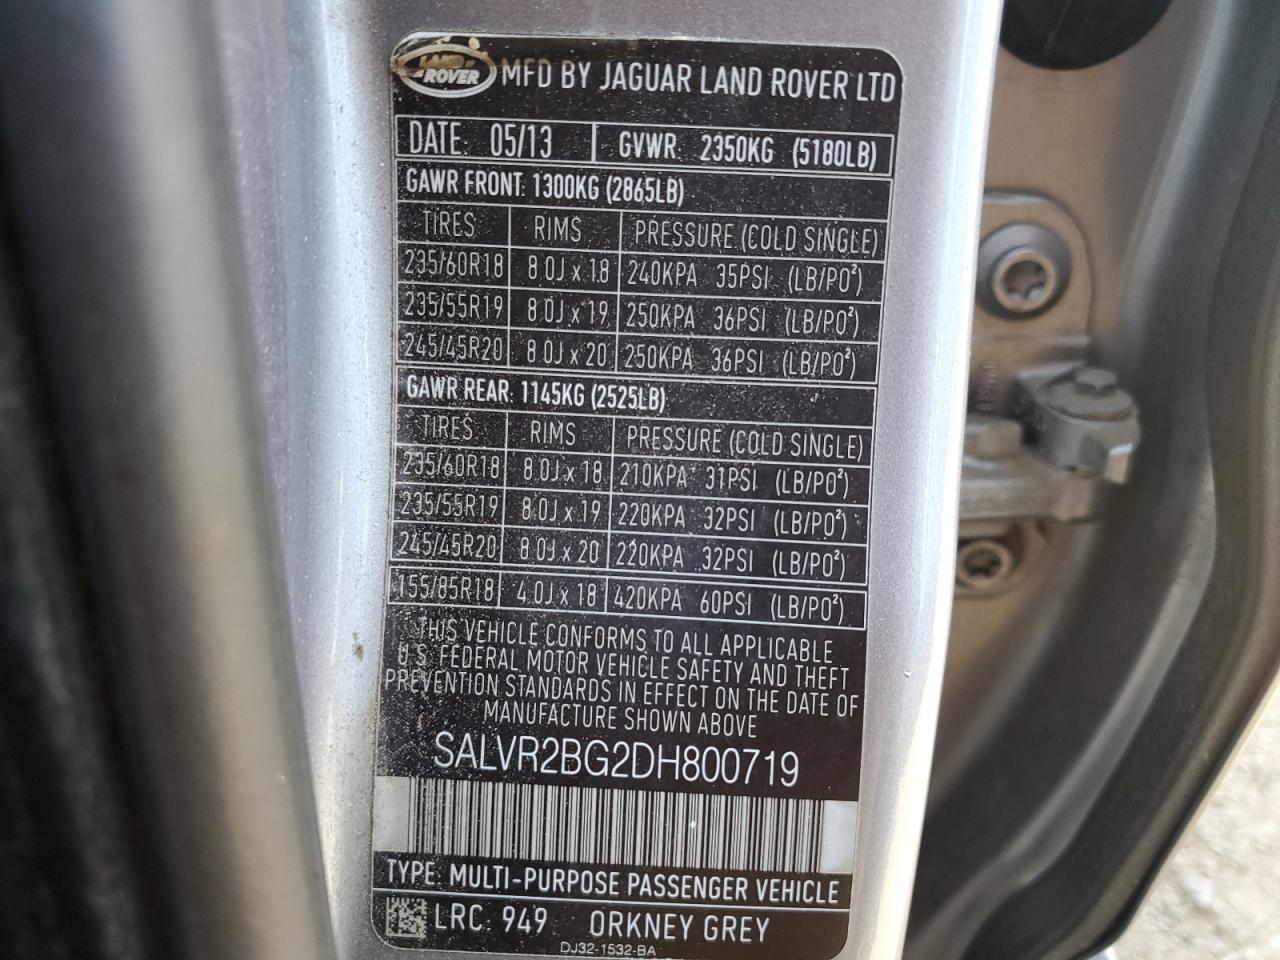 LAND ROVER MFD BY JAGUAR LAND ROVER LTD
DATE: 05/13 GVWR: 2350KG (5180LB)
GAWR FRONT: 1300KG (2865LB)
TIRES RIMS PRESSURE (COLD SINGLE)
235/60R18 8.0J x 18 240KPA 35PSI (LB/PO²)
235/55R19 8.0J x 19 250KPA 36PSI (LB/PO²)
245/45R20 8.0J x 20 250KPA 36PSI (LB/PO²)
GAWR REAR: 1145KG (2525LB)
TIRES RIMS PRESSURE (COLD SINGLE)
235/60R18 8.0J x 18 210KPA 31PSI (LB/PO²)
235/55R19 8.0J x 19 220KPA 32PSI (LB/PO²)
245/45R20 8.0J x 20 220KPA 32PSI (LB/PO²)
155/85R18 4.0J x 18 420KPA 60PSI (LB/PO²)
THIS VEHICLE CONFORMS TO ALL APPLICABLE
U.S. FEDERAL MOTOR VEHICLE SAFETY AND THEFT
PREVENTION STANDARDS IN EFFECT ON THE DATE OF
MANUFACTURE SHOWN ABOVE
SALVR2BG2DH800719
TYPE: MULTI-PURPOSE PASSENGER VEHICLE
LRC: 949 ORKNEY GREY
DJ32-1532-BA